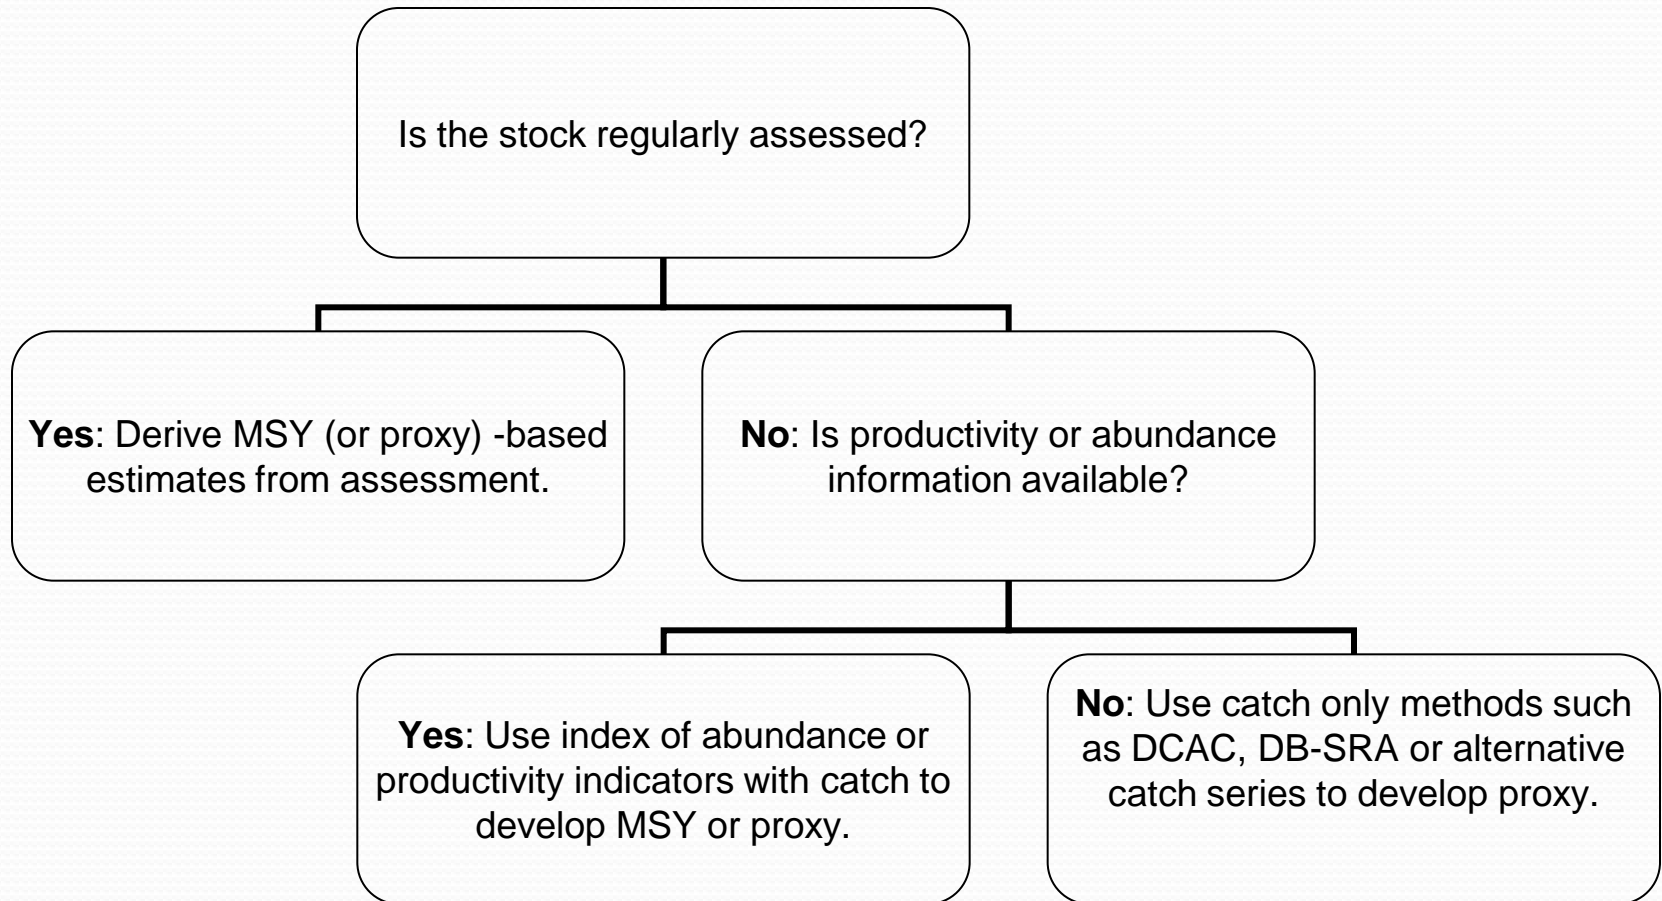 Is the stock regularly assessed?
Yes: Derive MSY (or proxy) -based
estimates from assessment.
No: Is productivity or abundance
information available?
Yes: Use index of abundance or
productivity indicators with catch to
develop MSY or proxy.
No: Use catch only methods such
as DCAC, DB-SRA or alternative
catch series to develop proxy.